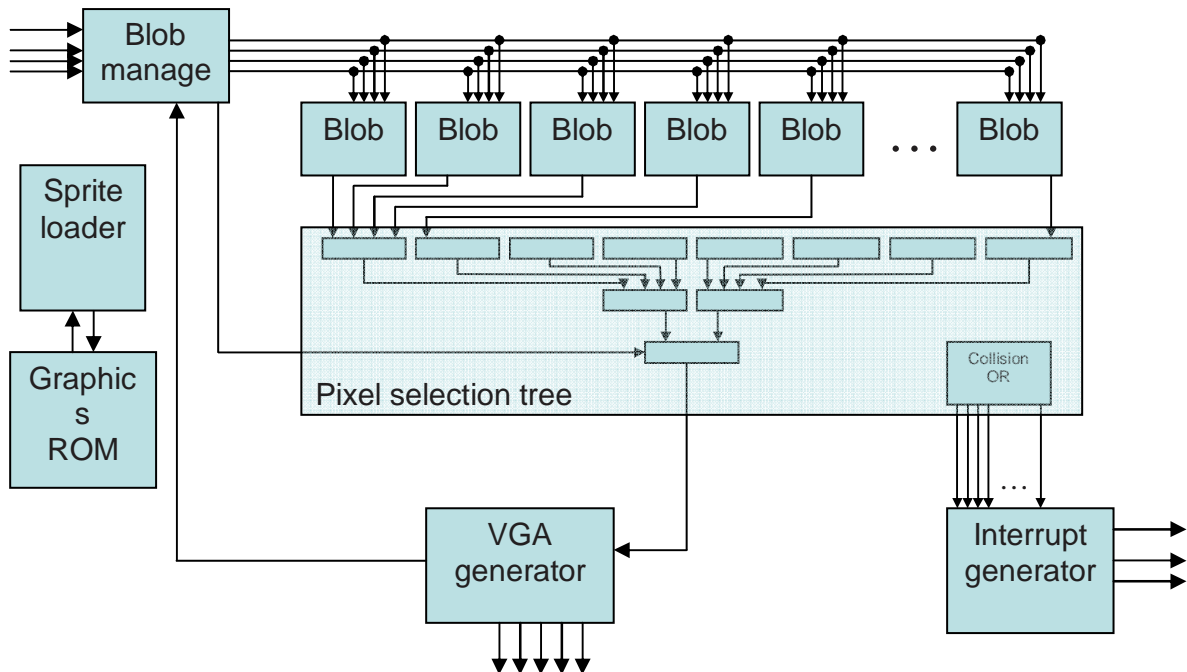 Blob
manage
Blob
Blob
Blob
Blob
Blob
...
Blob
Sprite
loader
Graphic
s
ROM
Collision
OR
Pixel selection tree
...
VGA
generator
Interrupt
generator